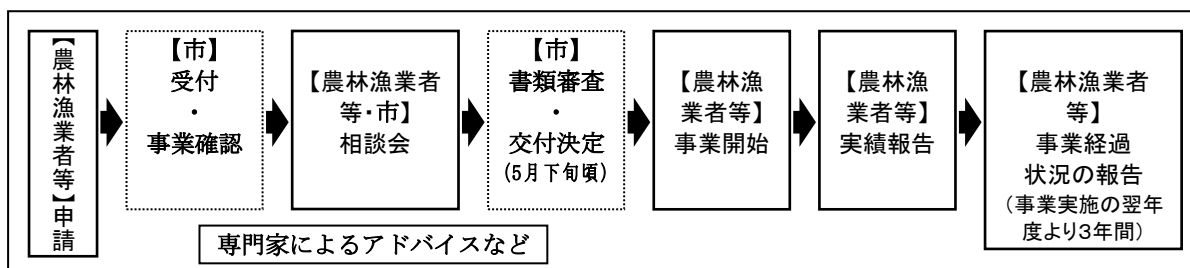 【農林漁業者等】申請
【市】
受付
・
事業確認
【農林漁業者
等・市】
相談会
【市】
書類審査
・
交付決定
(5月下旬頃)
【農林漁
業者等】
事業開始
【農林漁
業者等】
実績報告
【農林漁業者
等】
事業経過
状況の報告
（事業実施の翌年
度より3年間）
専門家によるアドバイスなど